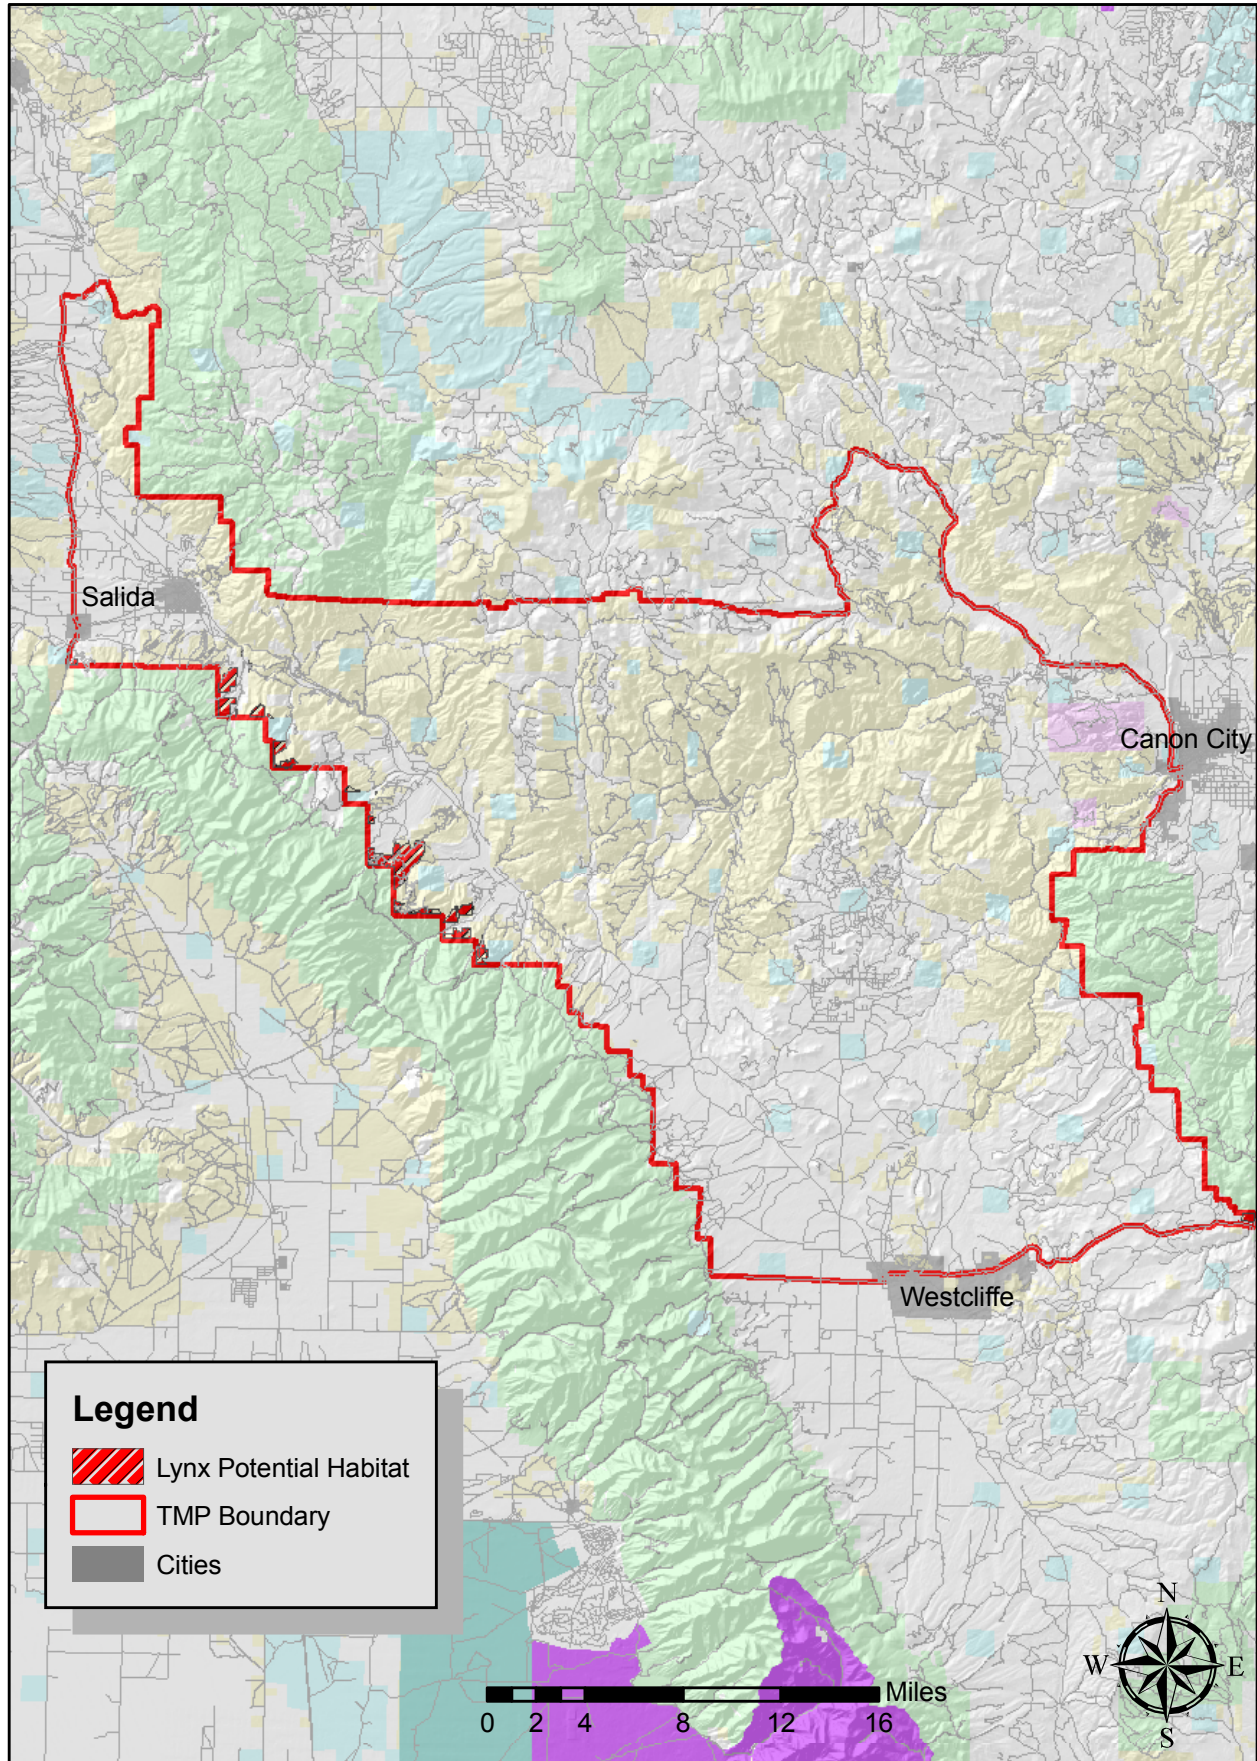 Salida
Canon City
Westcliffe
Legend
Lynx Potential Habitat
TMP Boundary
Cities
N
W E
S
Miles
0 2 4 8 12 16